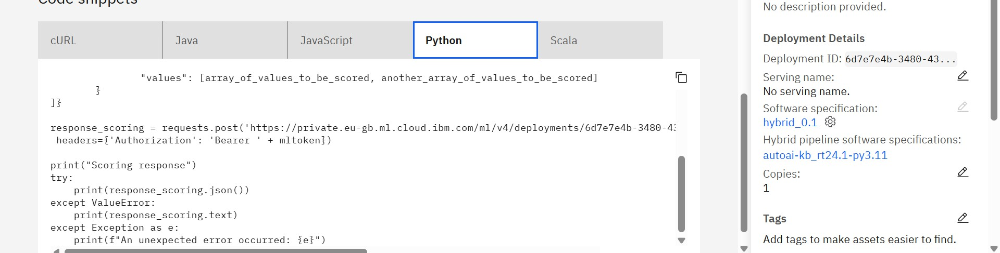 Code snippets
cURL
Java
JavaScript
Python
Scala
"values": [array_of_values_to_be_scored, another_array_of_values_to_be_scored]
}
]}
response_scoring = requests.post('https://private.eu-gb.ml.cloud.ibm.com/ml/v4/deployments/6d7e7e4b-3480-43
headers={'Authorization': 'Bearer ' + mltoken})
print("Scoring response")
try:
print(response_scoring.json())
except ValueError:
print(response_scoring.text)
except Exception as e:
print(f"An unexpected error occurred: {e}")
No description provided.
Deployment Details
Deployment ID: 6d7e7e4b-3480-43...
Serving name:
No serving name.
Software specification:
hybrid_0.1
Hybrid pipeline software specifications:
autoai-kb_rt24.1-py3.11
Copies:
1
Tags
Add tags to make assets easier to find.